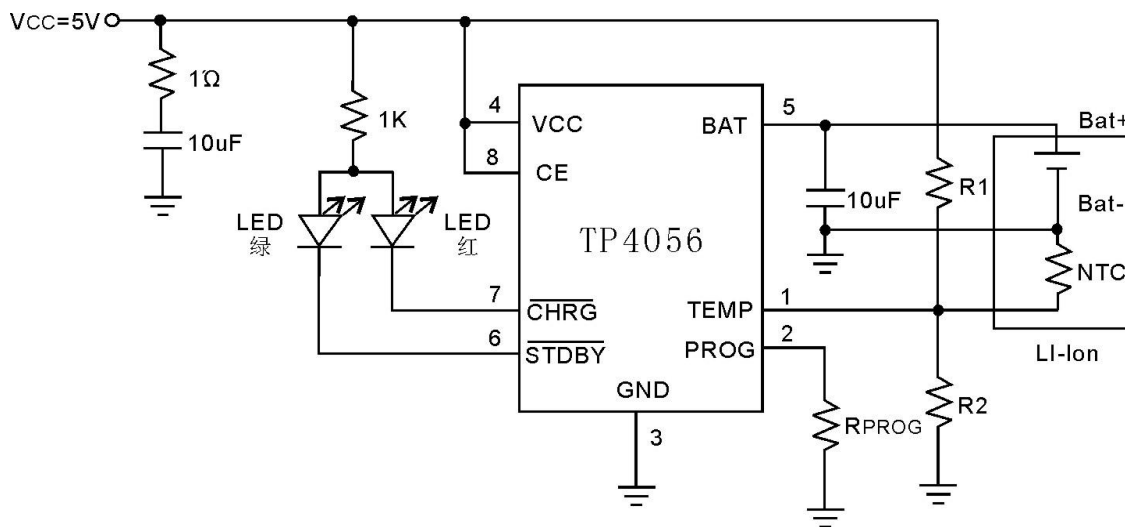 VCC=5V
1Ω
10uF
1K
LED
绿
LED
红
4
VCC
8
CE
TP4056
7
CHRG
6
STDBY
GND
3
BAT
5
TEMP
1
PROG
2
10uF
R1
R2
RPROG
Bat+
Bat-
NTC
LI-Ion